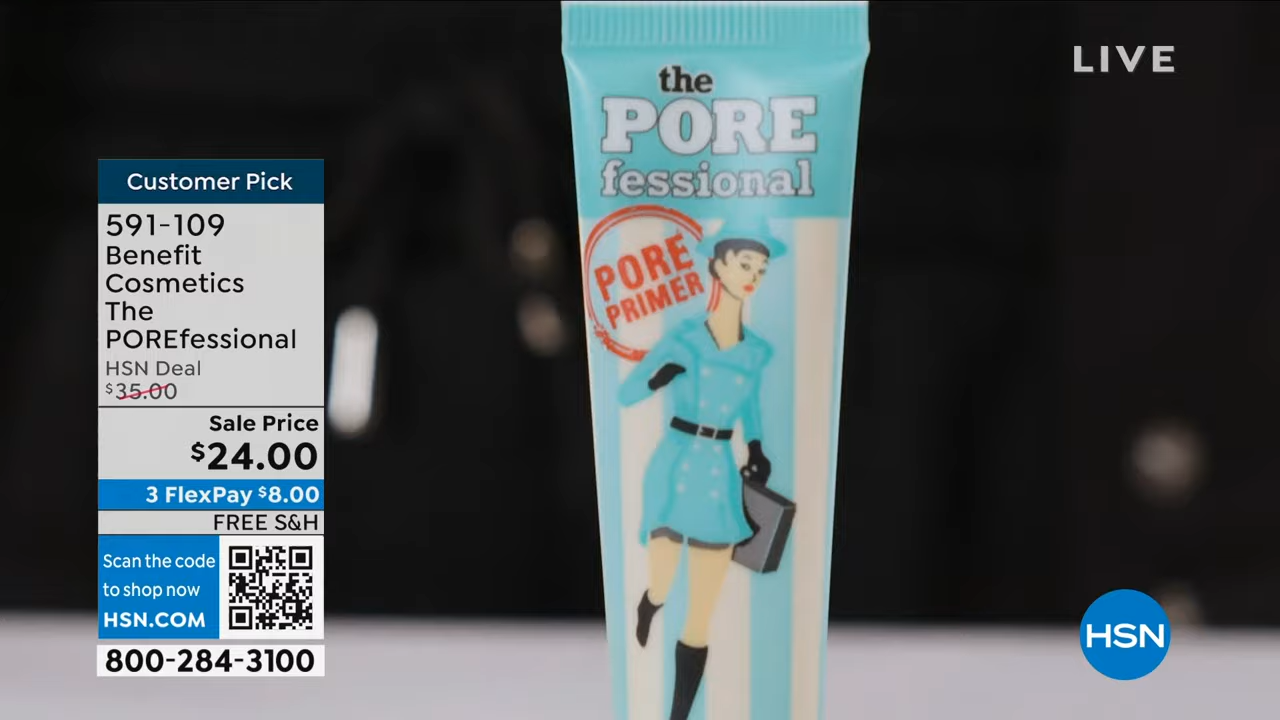 LIVE
the
PORE
fessional
PORE
PRIMER
Customer Pick
591-109
Benefit
Cosmetics
The
POREfessional
HSN Deal
$35.00
Sale Price
$24.00
3 FlexPay $8.00
FREE S&H
Scan the code
to shop now
HSN.COM
800-284-3100
HSN